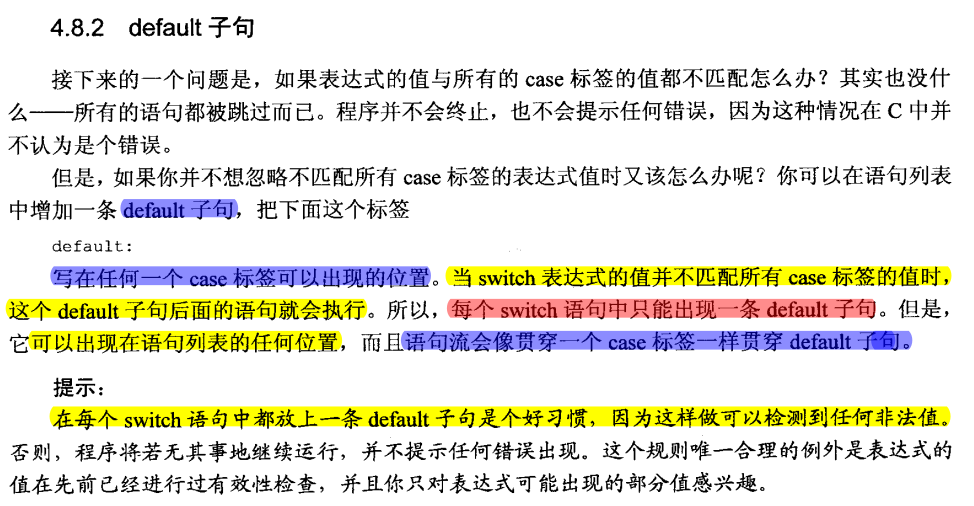 4.8.2 default 子句
接下来的一个问题是，如果表达式的值与所有的 case 标签的值都不匹配怎么办？其实也没什
么——所有的语句都被跳过而已。程序并不会终止，也不会提示任何错误，因为这种情况在 C 中并
不认为是个错误。
但是，如果你并不想忽略不匹配所有 case 标签的表达式值时又该怎么办呢？你可以在语句列表
中增加一条 default 子句，把下面这个标签
default:
写在任何一个 case 标签可以出现的位置。当 switch 表达式的值并不匹配所有 case 标签的值时，
这个 default 子句后面的语句就会执行。所以，每个 switch 语句中只能出现一条 default 子句。但是，
它可以出现在语句列表的任何位置，而且语句流会像贯穿一个 case 标签一样贯穿 default 子句。
提示：
在每个 switch 语句中都放上一条 default 子句是个好习惯，因为这样做可以检测到任何非法值。
否则，程序将若无其事地继续运行，并不提示任何错误出现。这个规则唯一合理的例外是表达式的
值在先前已经进行过有效性检查，并且你只对表达式可能出现的部分值感兴趣。